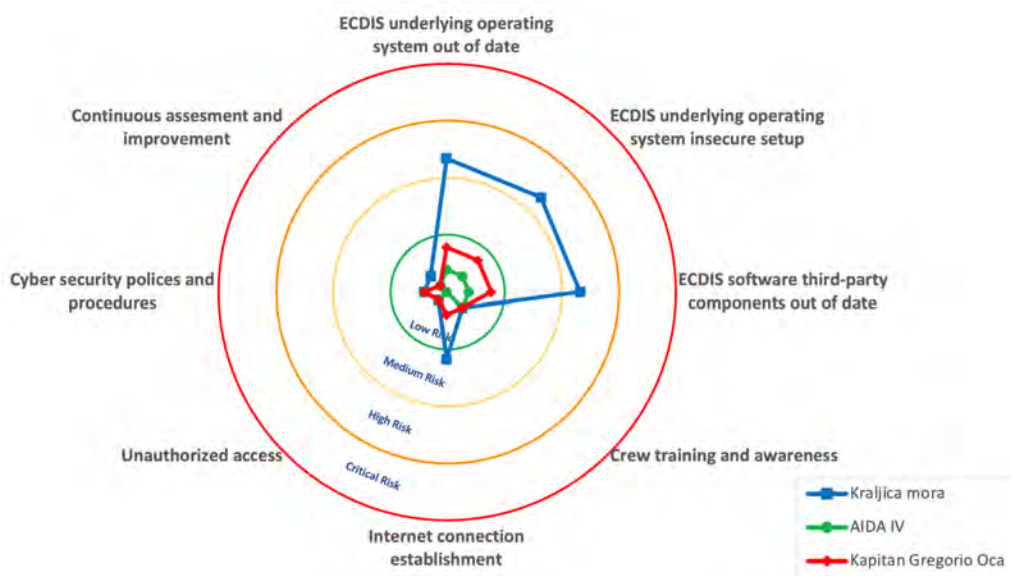 ECDIS underlying operating
system out of date
Continuous assesment and
improvement
ECDIS underlying operating
system insecure setup
Cyber security polices and
procedures
ECDIS software third-party
components out of date
Low Risk
Medium Risk
High Risk
Critical Risk
Unauthorized access
Crew training and awareness
Internet connection
establishment
Kraljica mora
AIDA IV
Kapitan Gregorio Oca